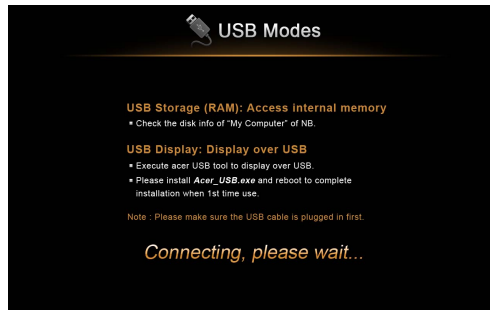 USB Modes
USB Storage (RAM): Access internal memory
▪ Check the disk info of “My Computer” of NB.
USB Display: Display over USB
▪ Execute acer USB tool to display over USB.
▪ Please install Acer_USB.exe and reboot to complete
installation when 1st time use.
Note : Please make sure the USB cable is plugged in first.
Connecting, please wait...